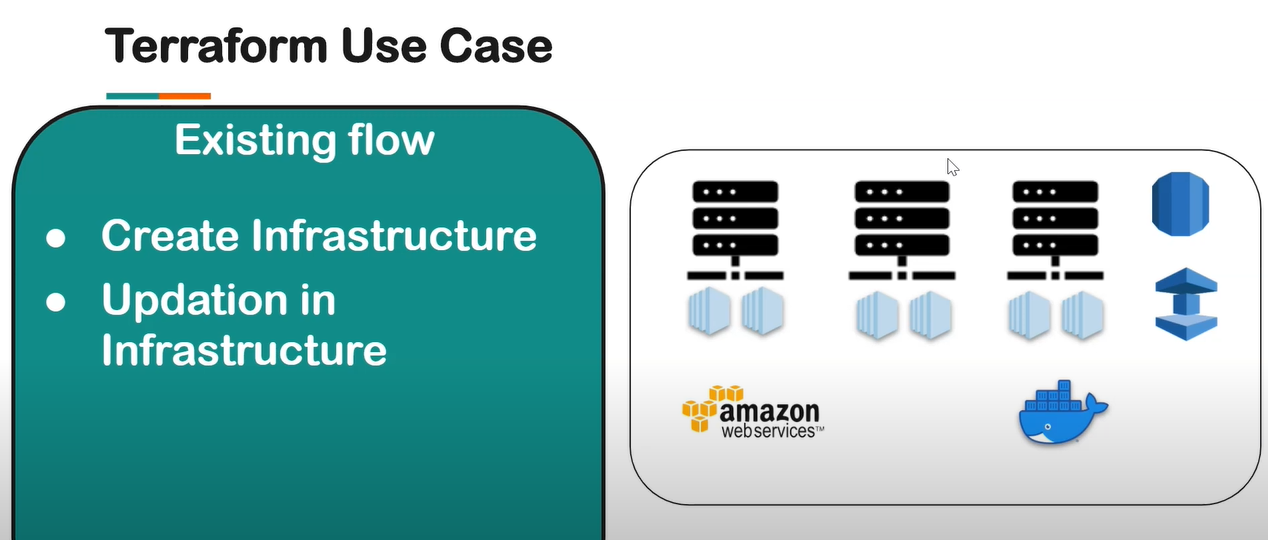 Terraform Use Case
Existing flow
● Create Infrastructure
● Updation in
Infrastructure
amazon
webservices™